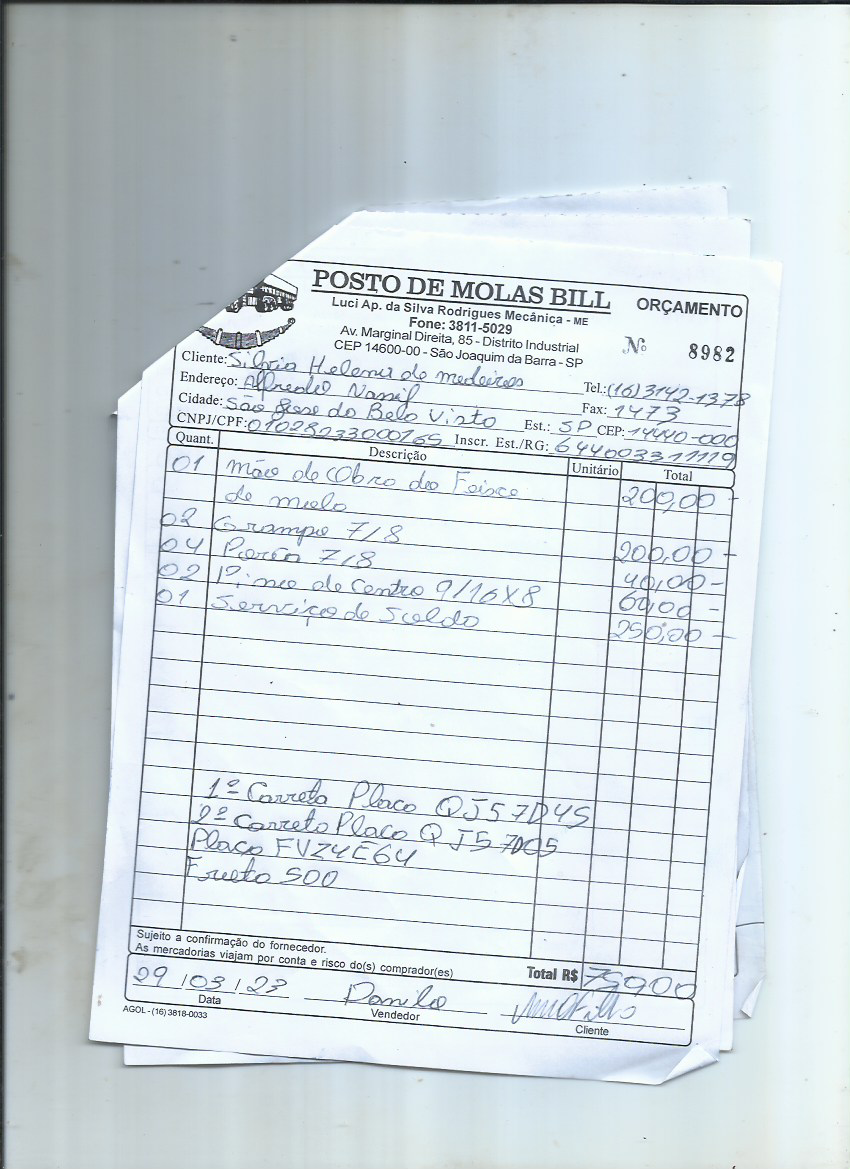 POSTO DE MOLAS BILL
ORÇAMENTO
Luci Ap. da Silva Rodrigues Mecânica - ME
Fone: 3811-5029
Av. Marginal Direita, 85 - Distrito Industrial
CEP 14600-00 - São Joaquim da Barra - SP
Nº 8982
Cliente: Silvia Helena de medeiros Tel.: (16) 3142-1378
Endereço: Alfredo Nassif Fax: 1473
Cidade: São Jose do Bela Vista Est.: SP CEP: 14440-000
CNPJ/CPF: 01028233000165 Inscr. Est./RG: 644003311119
Quant. Descrição Unitário Total
01 Mão de Obra do Feixe 200,00
de molo
02 Grampo 7/8 200,00
04 Porca 7/8 40,00
02 Pino de Centro 9/16X8 60,00
01 Serviço de Solda 250,00
1ª Carreta Placa QJ57D45
2ª Carreta Placa QJ57D05
Placa FVZ4E64
Frota 500
Sujeito a confirmação do fornecedor.
As mercadorias viajam por conta e risco do(s) comprador(es)
Total R$ 750,00
29/03/23 Danilo
Data Vendedor Cliente
AGOL - (16) 3818-0033